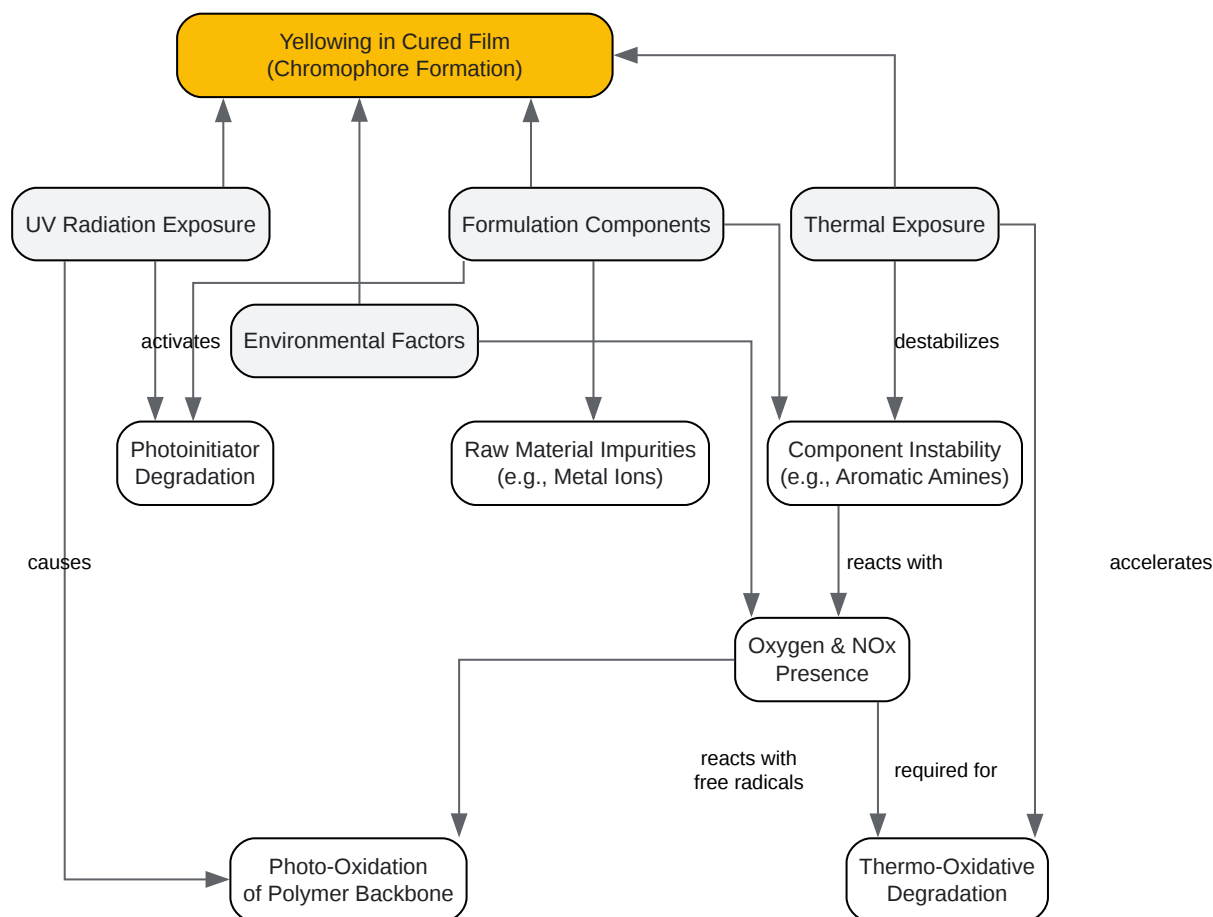 Yellowing in Cured Film
(Chromophore Formation)
UV Radiation Exposure
Formulation Components
Thermal Exposure
activates
Environmental Factors
destabilizes
Photoinitiator
Degradation
Raw Material Impurities
(e.g., Metal Ions)
Component Instability
(e.g., Aromatic Amines)
causes
reacts with
accelerates
Oxygen & NOx
Presence
reacts with
free radicals
required for
Photo-Oxidation
of Polymer Backbone
Thermo-Oxidative
Degradation